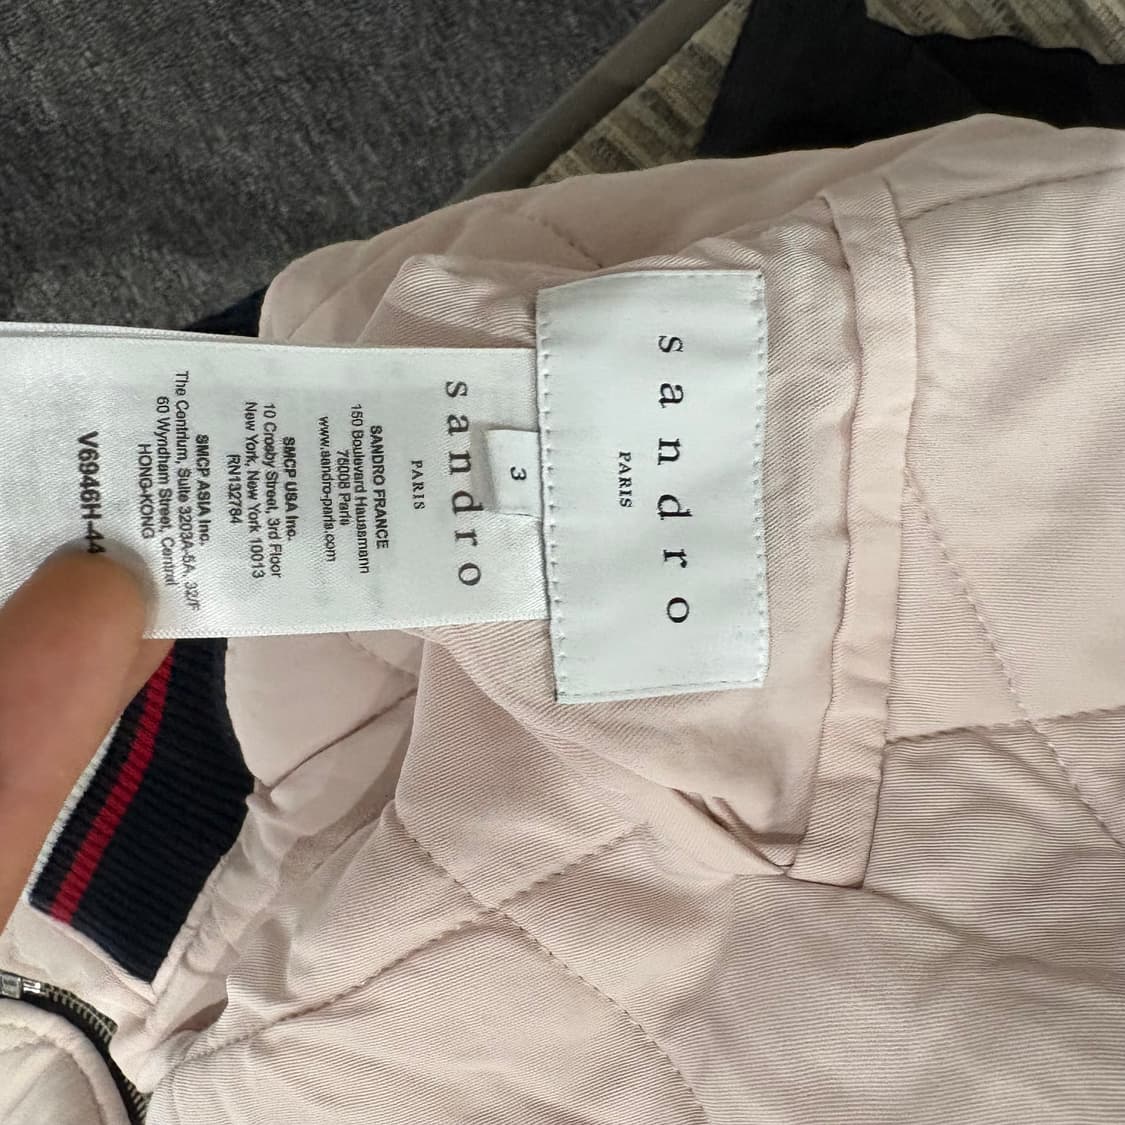 sandro
PARIS
3
sandro
PARIS
SANDRO FRANCE
150 Boulevard Haussmann
75008 Paris
www.sandro-paris.com
SMCP USA Inc.
10 Crosby Street, 3rd Floor
New York, New York 10013
RN132784
SMCP ASIA Inc.
The Centrium, Suite 3203A-5A, 32/F
60 Wyndham Street, Central
HONG-KONG
V6946H-44